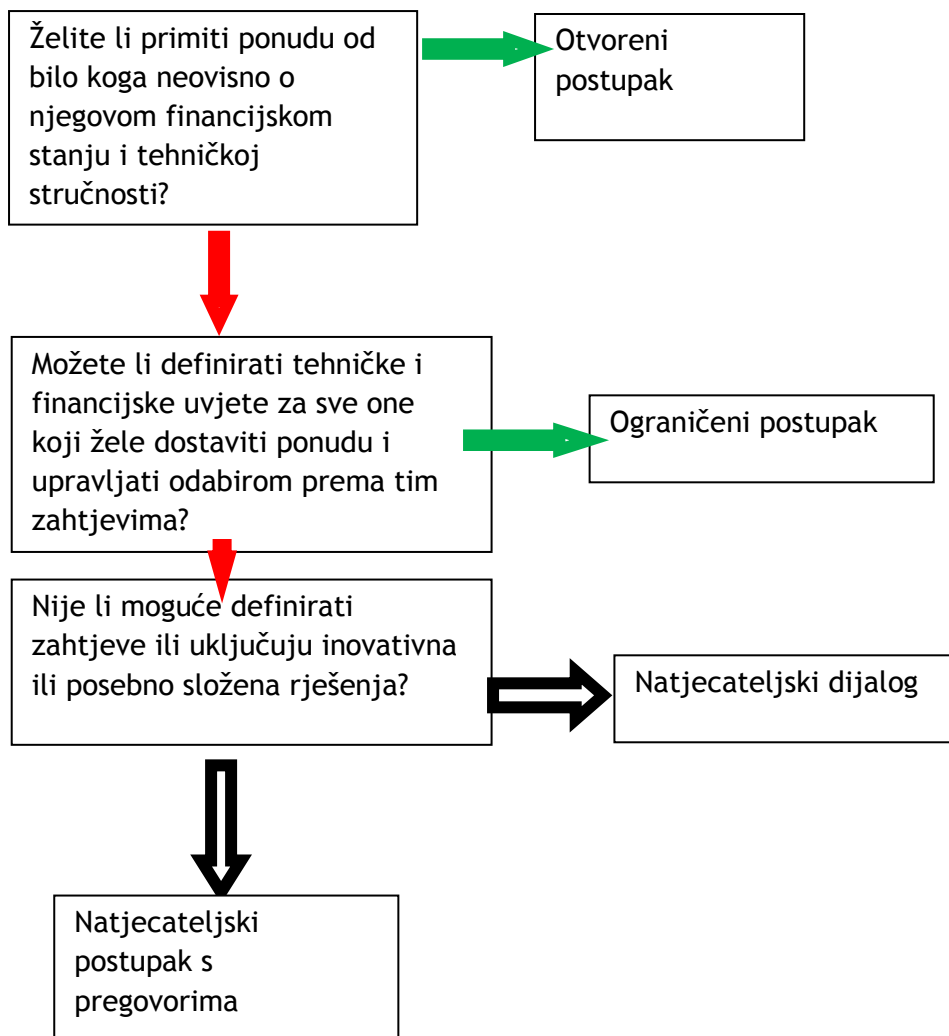 Želite li primiti ponudu od
bilo koga neovisno o
njegovom financijskom
stanju i tehničkoj
stručnosti?
Otvoreni
postupak
Možete li definirati tehničke i
financijske uvjete za sve one
koji žele dostaviti ponudu i
upravljati odabirom prema tim
zahtjevima?
Ograničeni postupak
Nije li moguće definirati
zahtjeve ili uključuju inovativna
ili posebno složena rješenja?
Natjecateljski dijalog
Natjecateljski
postupak s
pregovorima